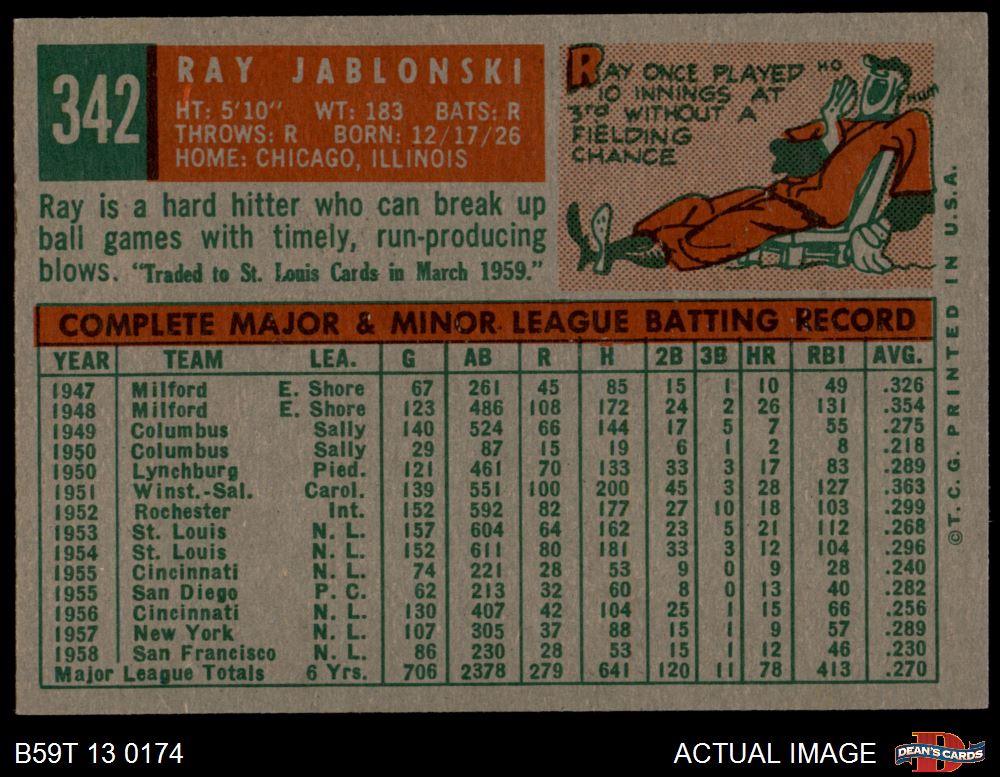 342
RAY JABLONSKI
HT: 5'10" WT: 183 BATS: R
THROWS: R BORN: 12/17/26
HOME: CHICAGO, ILLINOIS
RAY ONCE PLAYED
10 INNINGS AT
3RD WITHOUT A
FIELDING
CHANCE
HO
HUM
Ray is a hard hitter who can break up
ball games with timely, run-producing
blows. "Traded to St. Louis Cards in March 1959."
COMPLETE MAJOR & MINOR LEAGUE BATTING RECORD
YEAR TEAM LEA. G AB R H 2B 3B HR RBI AVG.
1947 Milford E. Shore 67 261 45 85 15 1 10 49 .326
1948 Milford E. Shore 123 486 108 172 24 2 26 131 .354
1949 Columbus Sally 140 524 66 144 17 5 7 55 .275
1950 Columbus Sally 29 87 15 19 6 1 2 8 .218
1950 Lynchburg Pied. 121 461 70 133 33 3 17 83 .289
1951 Winst.-Sal. Carol. 139 551 100 200 45 3 28 127 .363
1952 Rochester Int. 152 592 82 177 27 10 18 103 .299
1953 St. Louis N. L. 157 604 64 162 23 5 21 112 .268
1954 St. Louis N. L. 152 611 80 181 33 3 12 104 .296
1955 Cincinnati N. L. 74 221 28 53 9 0 9 28 .240
1955 San Diego P. C. 62 213 32 60 8 0 13 40 .282
1956 Cincinnati N. L. 130 407 42 104 25 1 15 66 .256
1957 New York N. L. 107 305 37 88 15 1 9 57 .289
1958 San Francisco N. L. 86 230 28 53 15 1 12 46 .230
Major League Totals 6 Yrs. 706 2378 279 641 120 11 78 413 .270
©T. C. G. PRINTED IN U.S.A.
B59T 13 0174
ACTUAL IMAGE
DEAN'S CARDS